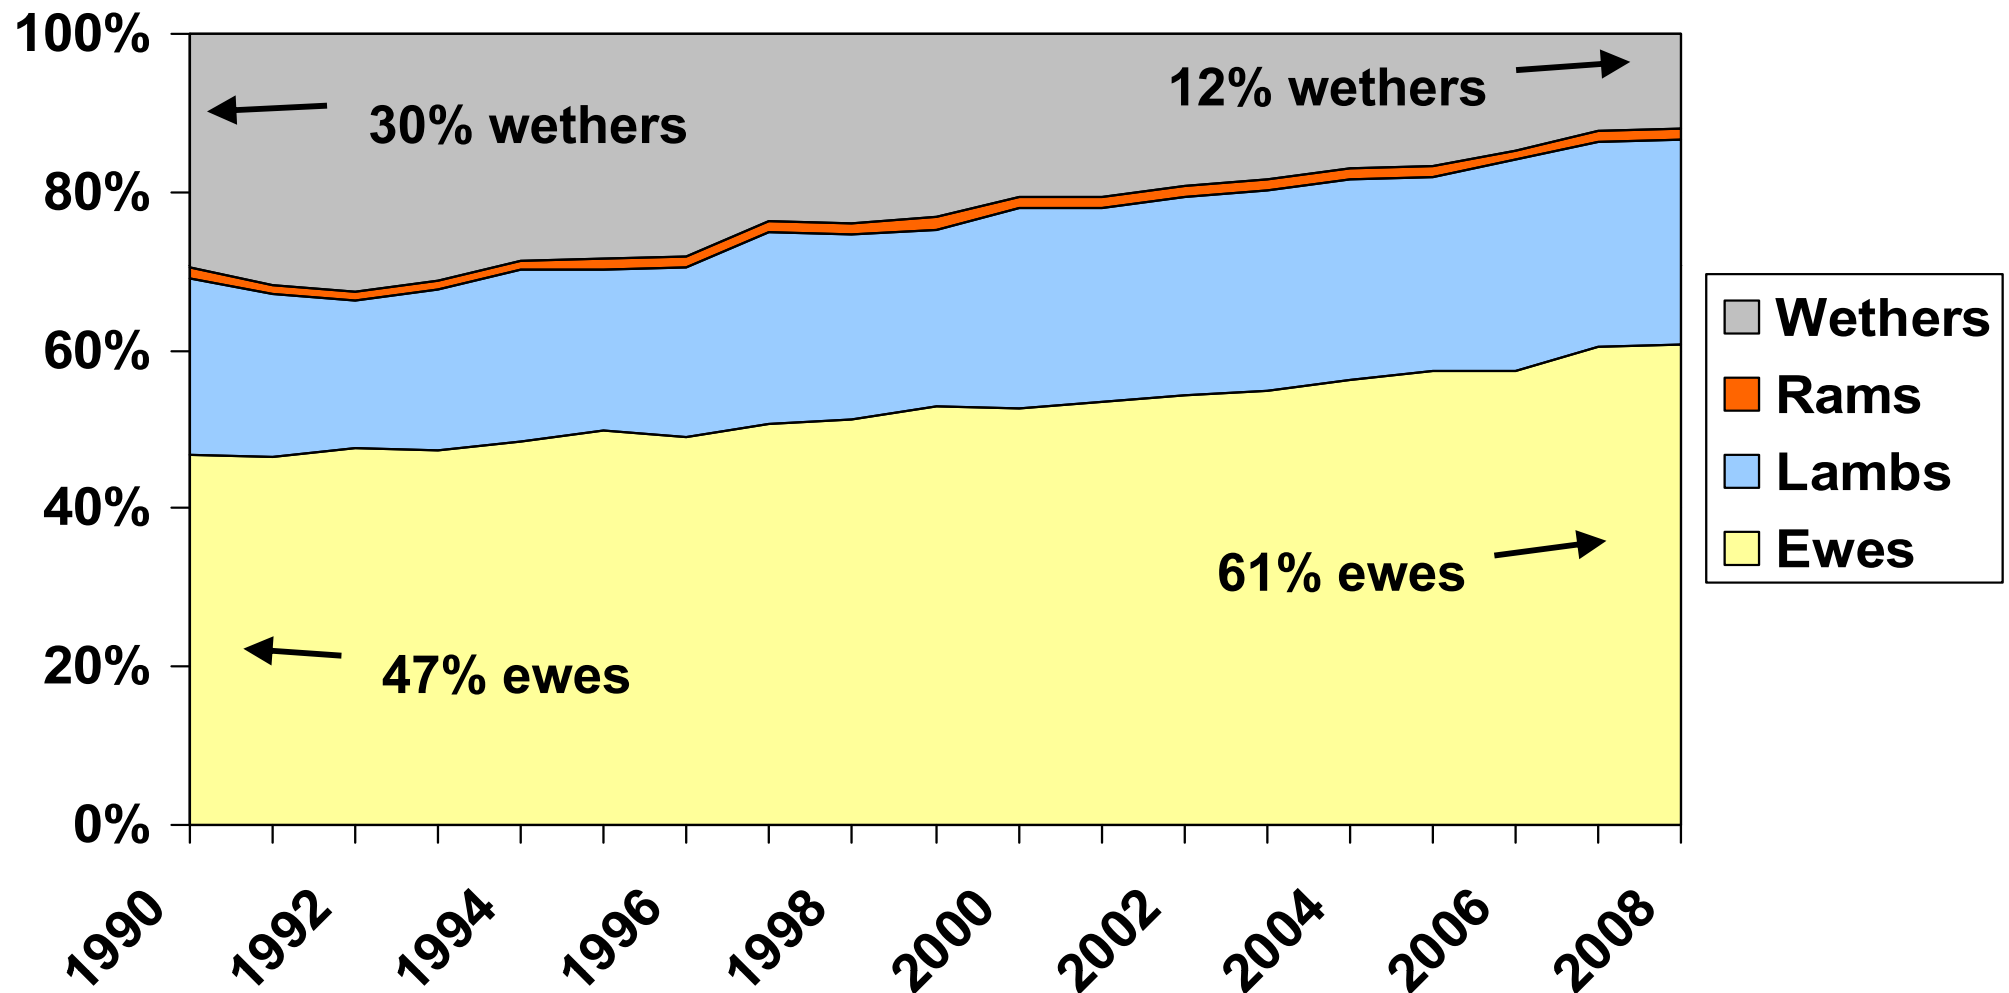 100%
80%
60%
40%
20%
0%
30% wethers
12% wethers
47% ewes
61% ewes
1990
1992
1994
1996
1998
2000
2002
2004
2006
2008
Wethers
Rams
Lambs
Ewes